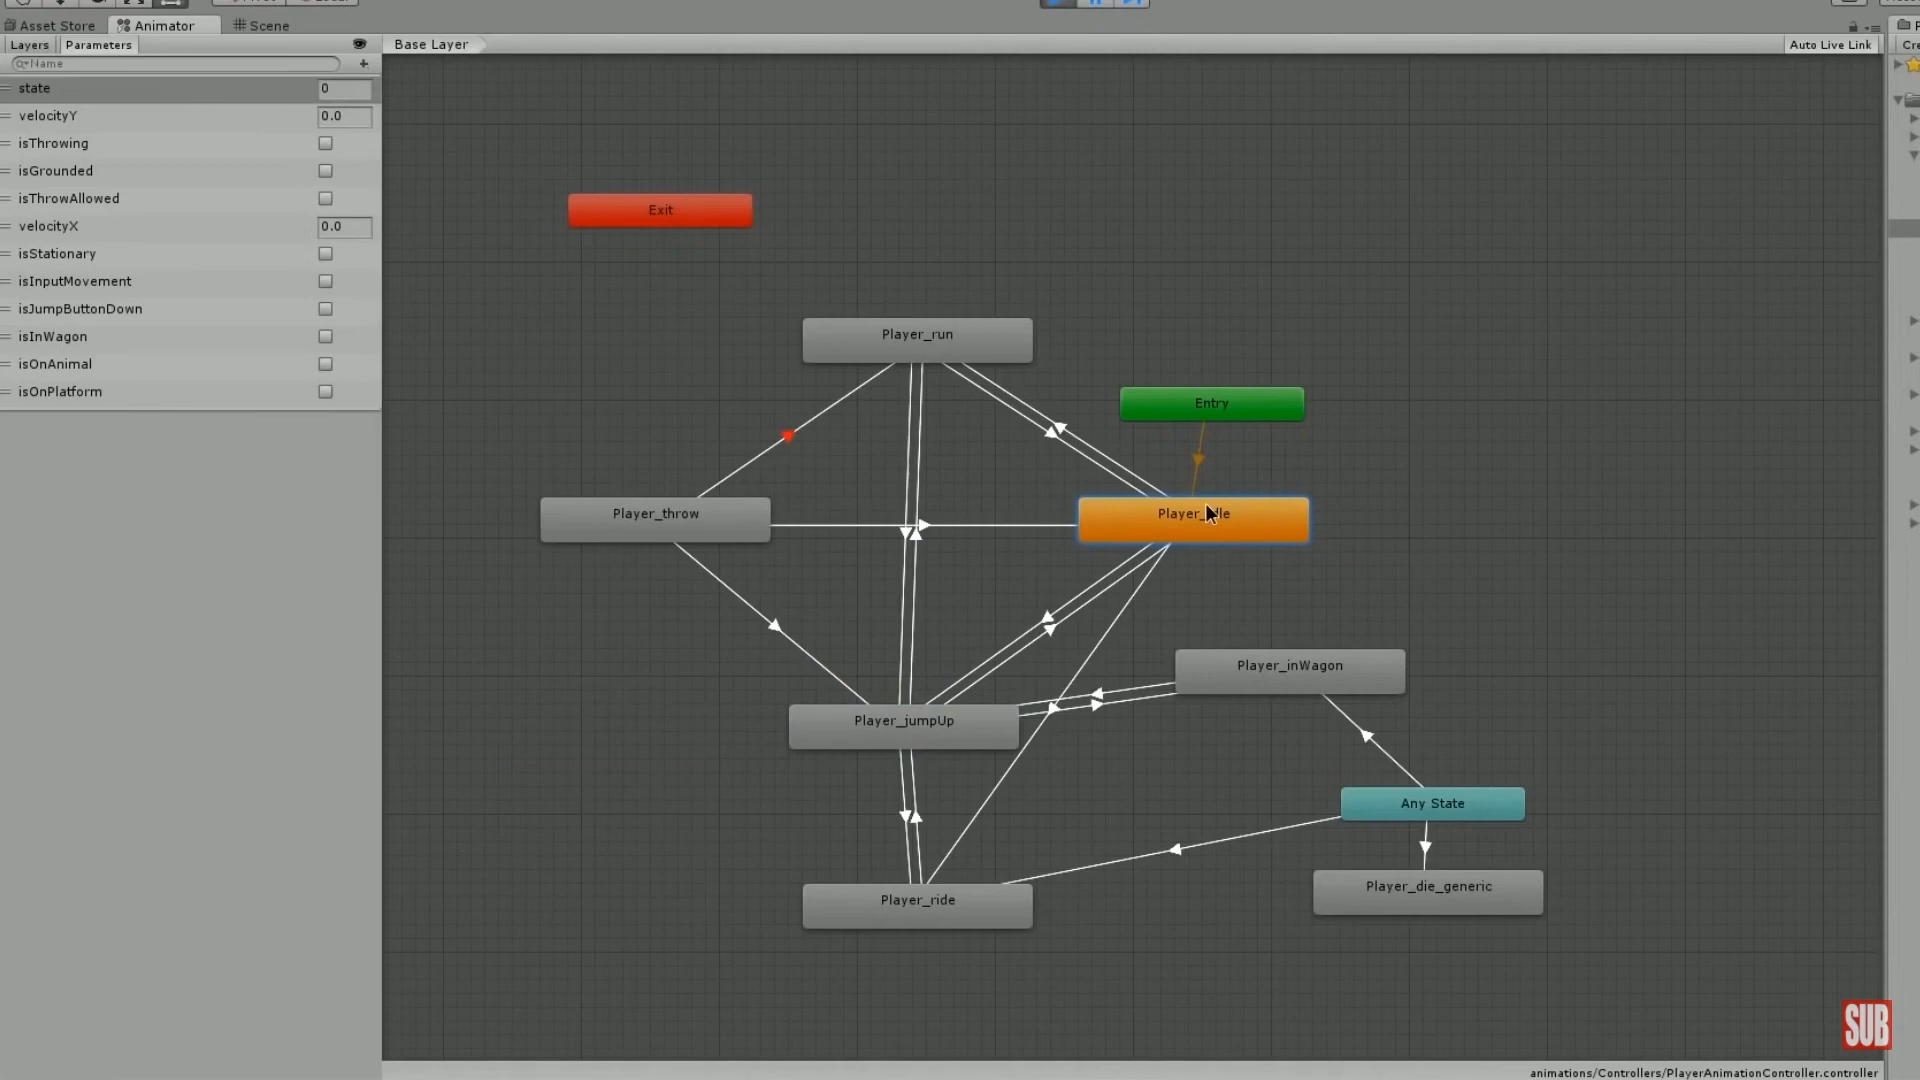 Asset Store
Animator
Scene
Layers
Parameters
Base Layer
Auto Live Link
Cre
Name
state
0
velocityY
0.0
isThrowing
isGrounded
isThrowAllowed
velocityX
0.0
isStationary
isInputMovement
isJumpButtonDown
isInWagon
isOnAnimal
isOnPlatform
Exit
Player_run
Entry
Player_throw
Player_idle
Player_inWagon
Player_jumpUp
Any State
Player_die_generic
Player_ride
SUB
animations/Controllers/PlayerAnimationController.controller